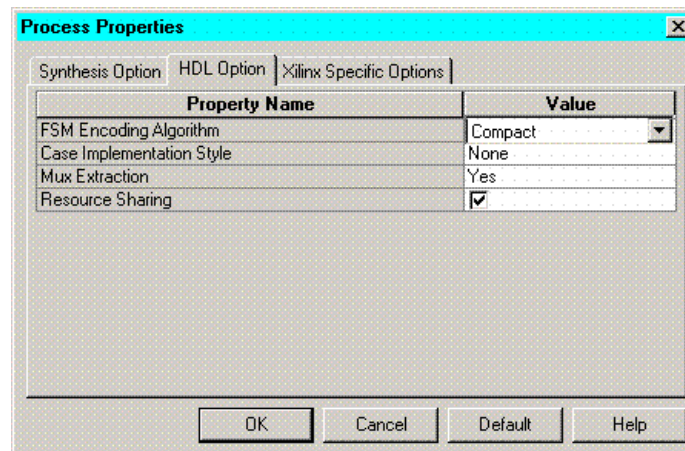 Process Properties
Synthesis Option HDL Option Xilinx Specific Options
Property Name Value
FSM Encoding Algorithm Compact
Case Implementation Style None
Mux Extraction Yes
Resource Sharing
OK Cancel Default Help